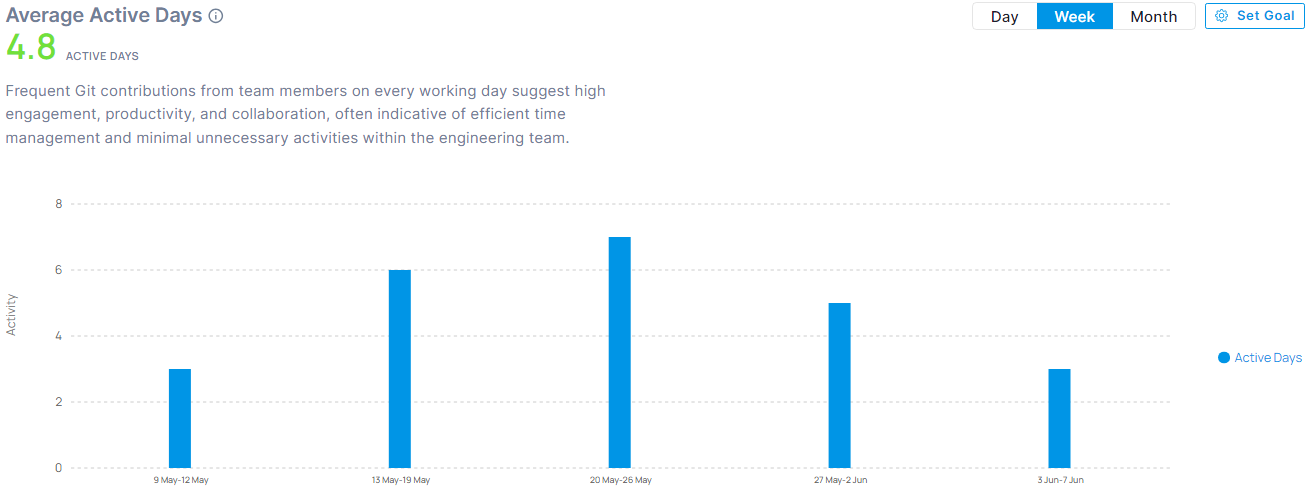 Average Active Days
Day Week Month Set Goal
4.8 ACTIVE DAYS
Frequent Git contributions from team members on every working day suggest high
engagement, productivity, and collaboration, often indicative of efficient time
management and minimal unnecessary activities within the engineering team.
8
6
4
2
0
Activity
9 May-12 May 13 May-19 May 20 May-26 May 27 May-2 Jun 3 Jun-7 Jun
Active Days